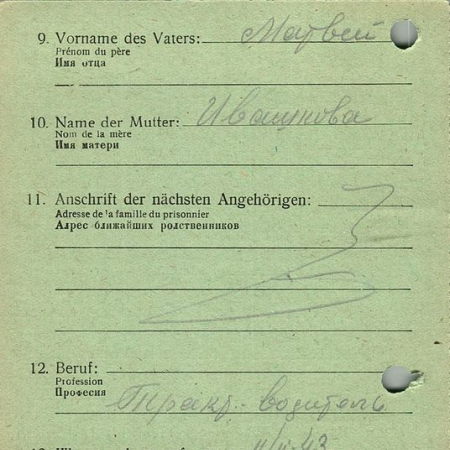 9. Vorname des Vaters: Матвей
Prénom du père
Имя отца
10. Name der Mutter: Ивашнова
Nom de la mère
Имя матери
11. Anschrift der nächsten Angehörigen:
Adresse de 'a famille du prisonnier
Адрес ближайших родственников
12. Beruf:
Profession
Професия
Тракт. водитель